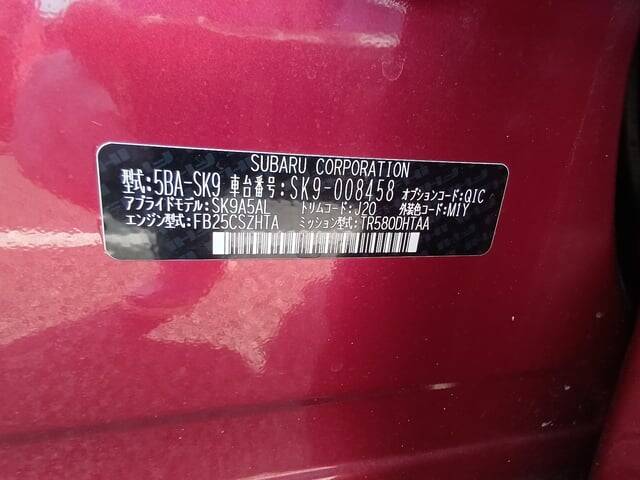 SUBARU CORPORATION
型式:5BA-SK9 車台番号:SK9-008458 オプションコード:QIC
アプライドモデル:SK9A5AL トリムコード:J20 外装色コード:M1Y
エンジン型式:FB25CSZHTA ミッション型式:TR580DHTAA